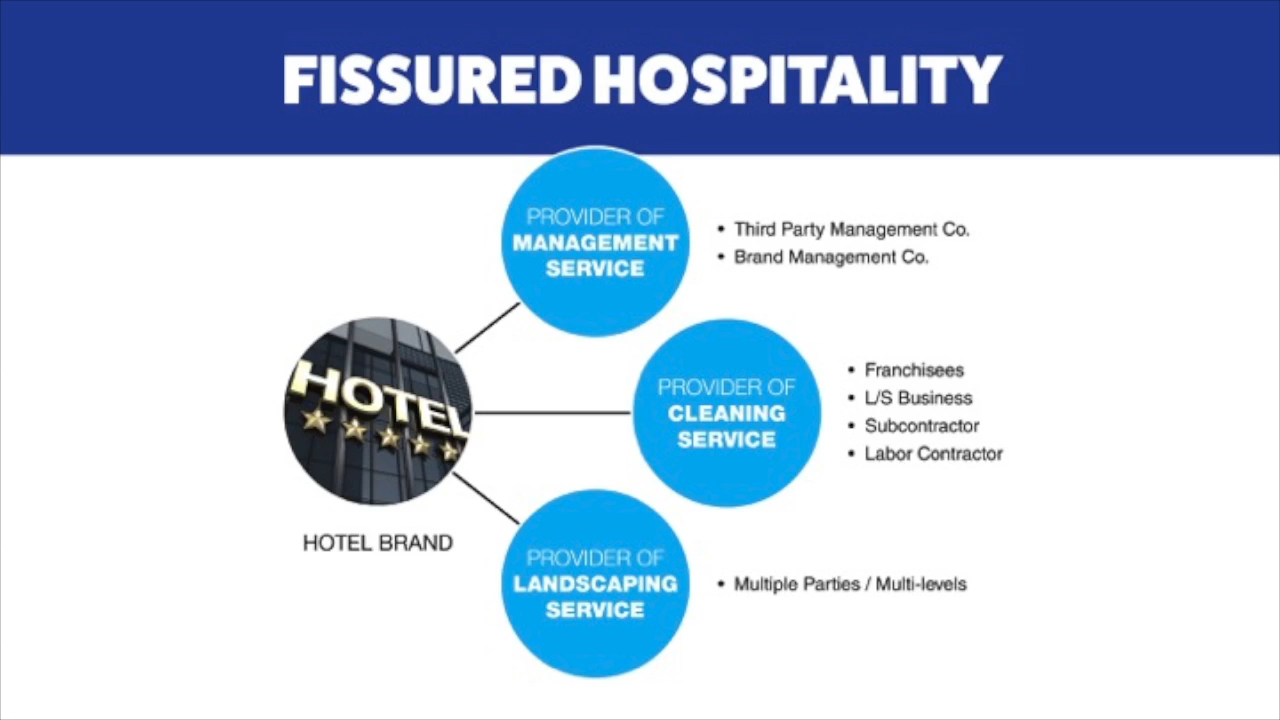 FISSURED HOSPITALITY
PROVIDER OF
MANAGEMENT
SERVICE
• Third Party Management Co.
• Brand Management Co.
HOTEL
HOTEL BRAND
PROVIDER OF
CLEANING
SERVICE
• Franchisees
• L/S Business
• Subcontractor
• Labor Contractor
PROVIDER OF
LANDSCAPING
SERVICE
• Multiple Parties / Multi-levels